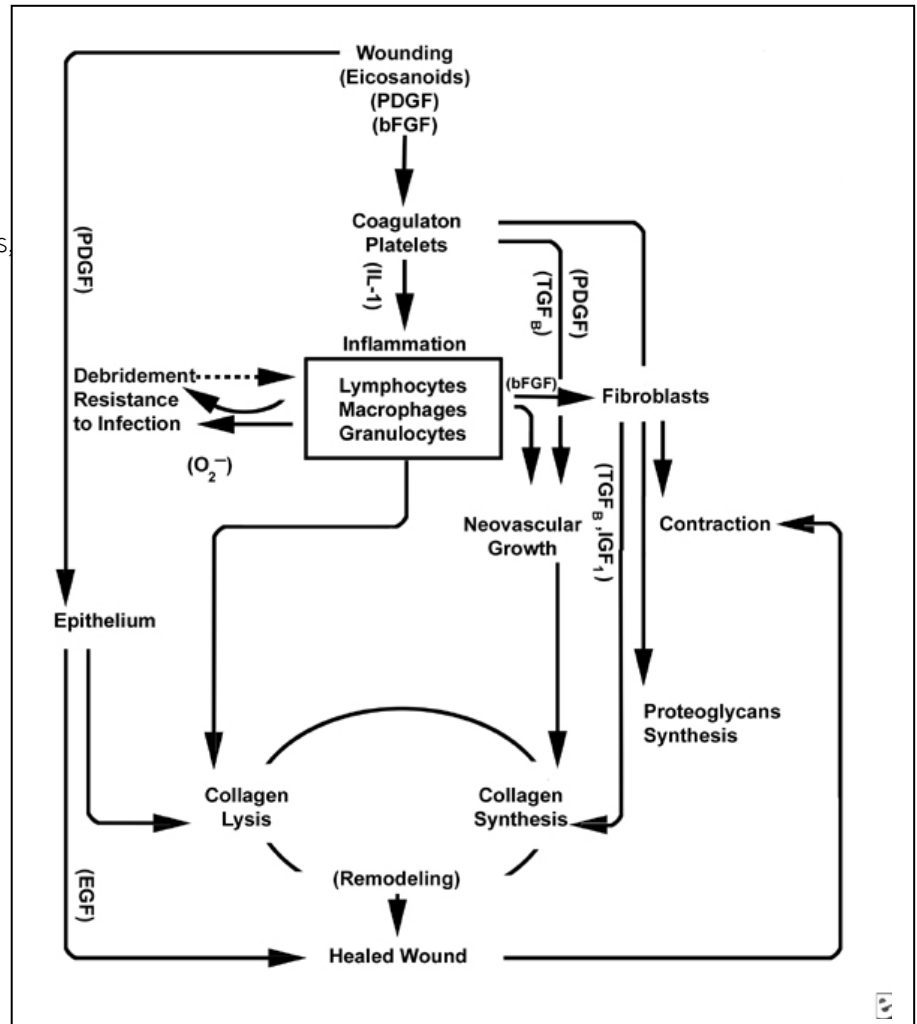 Wounding
(Eicosanoids)
(PDGF)
(bFGF)
Coagulaton
Platelets
s,
(PDGF)
(IL-1)
(TGF B)
(PDGF)
Inflammation
Debridement
Resistance
to Infection
Lymphocytes
Macrophages
Granulocytes
(bFGF)
Fibroblasts
(O2−)
(TGF B ,IGF1)
Neovascular
Growth
Contraction
Epithelium
Proteoglycans
Synthesis
Collagen
Lysis
Collagen
Synthesis
(Remodeling)
(EGF)
Healed Wound